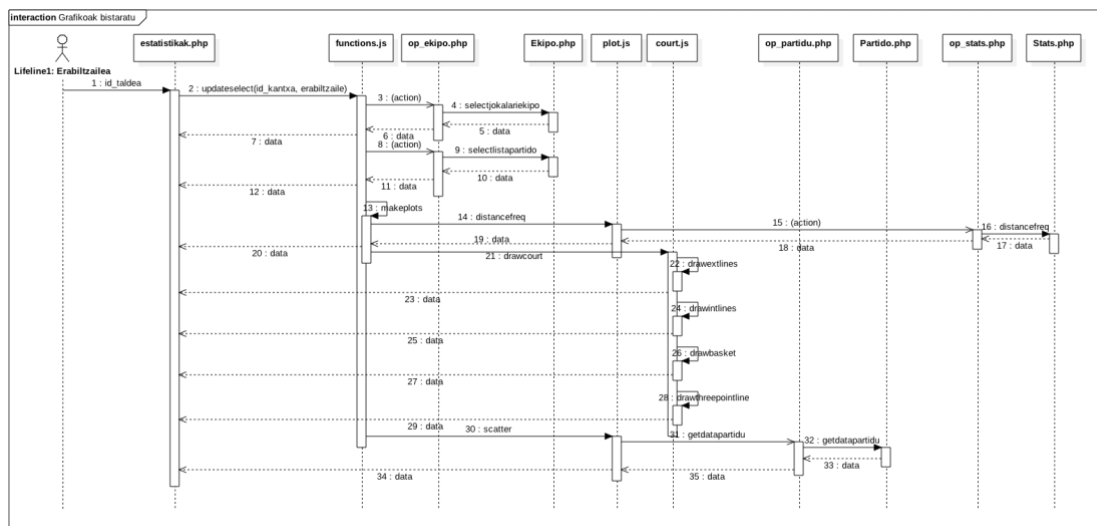 interaction Grafikoak bistaratu
estatistikak.php
functions.js
op_ekipo.php
Ekipo.php
plot.js
court.js
op_partidu.php
Partido.php
op_stats.php
Stats.php
Lifeline1: Erabiltzailea
1 : id_taldea
2 : updateselect(id_kantxa, erabiltzaile)
3 : (action)
4 : selectjokalariekipo
5 : data
6 : data
7 : data
8 : (action)
9 : selectlistapartido
10 : data
11 : data
12 : data
13 : makeplots
14 : distancefreq
15 : (action)
16 : distancefreq
17 : data
18 : data
19 : data
20 : data
21 : drawcourt
22 : drawextlines
23 : data
24 : drawintlines
25 : data
26 : drawbasket
27 : data
28 : drawthreepointline
29 : data
30 : scatter
31 : getdatapartidu
32 : getdatapartidu
33 : data
34 : data
35 : data